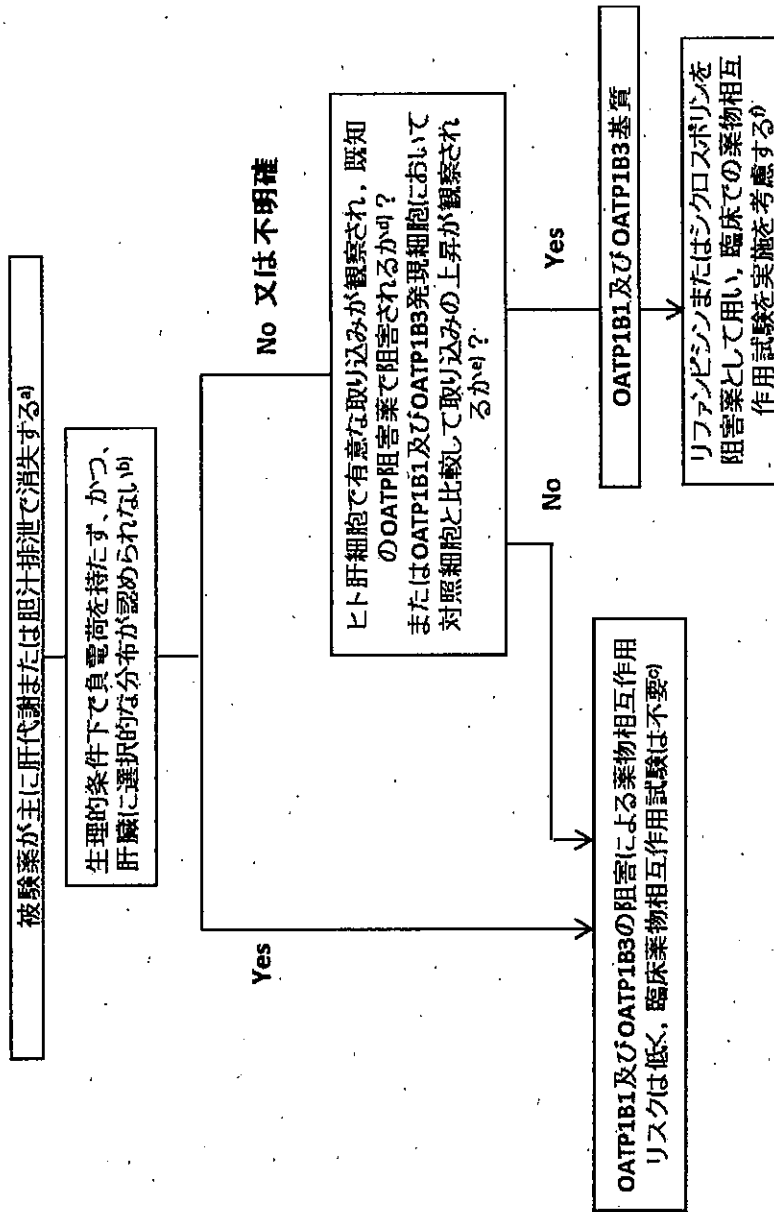 被験薬が主に肝代謝または胆汁排泄で消失するa)
生理的条件下で負電荷を持たず、かつ、
肝臓に選択的な分布が認められないb)
Yes
No 又は不明確
ヒト肝細胞で有意な取り込みが観察され，既知
のOATP阻害薬で阻害されるかd)？
またはOATP1B1及びOATP1B3発現細胞において
対照細胞と比較して取り込みの上昇が観察され
るかe)？
No
Yes
OATP1B1及びOATP1B3の阻害による薬物相互作用
リスクは低く，臨床薬物相互作用試験は不要c)
OATP1B1及びOATP1B3基質
リファンピシンまたはシクロスポリンを
阻害薬として用い，臨床での薬物相互
作用試験を実施を考慮するf)